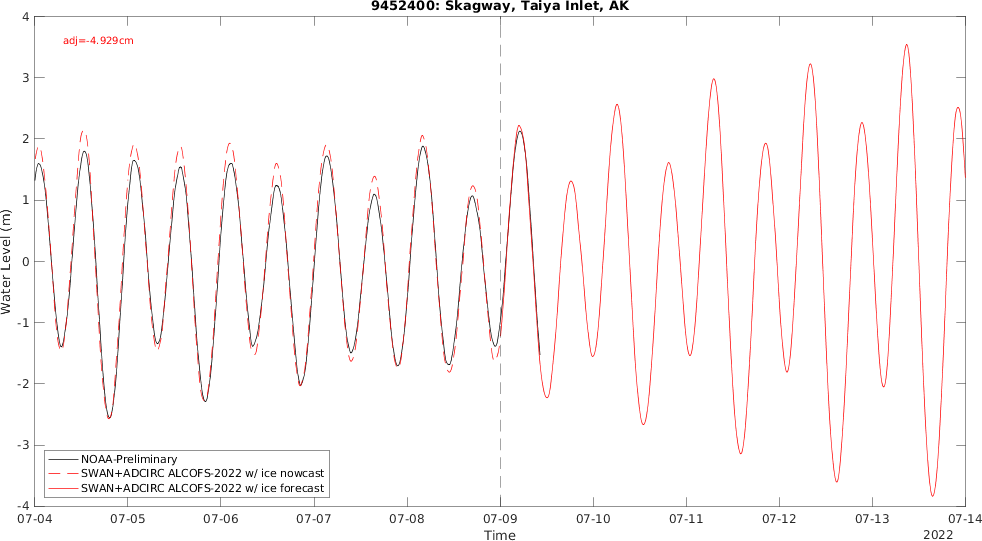 9452400: Skagway, Taiya Inlet, AK
adj=-4.929cm
Water Level (m)
4
3
2
1
0
-1
-2
-3
-4
NOAA-Preliminary
SWAN+ADCIRC ALCOFS-2022 w/ ice nowcast
SWAN+ADCIRC ALCOFS-2022 w/ ice forecast
07-04 07-05 07-06 07-07 07-08 07-09 07-10 07-11 07-12 07-13 07-14
Time
2022